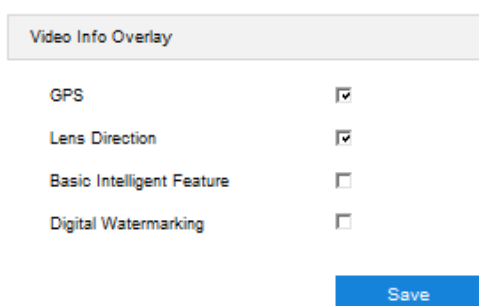 Video Info Overlay
GPS
Lens Direction
Basic Intelligent Feature
Digital Watermarking
Save